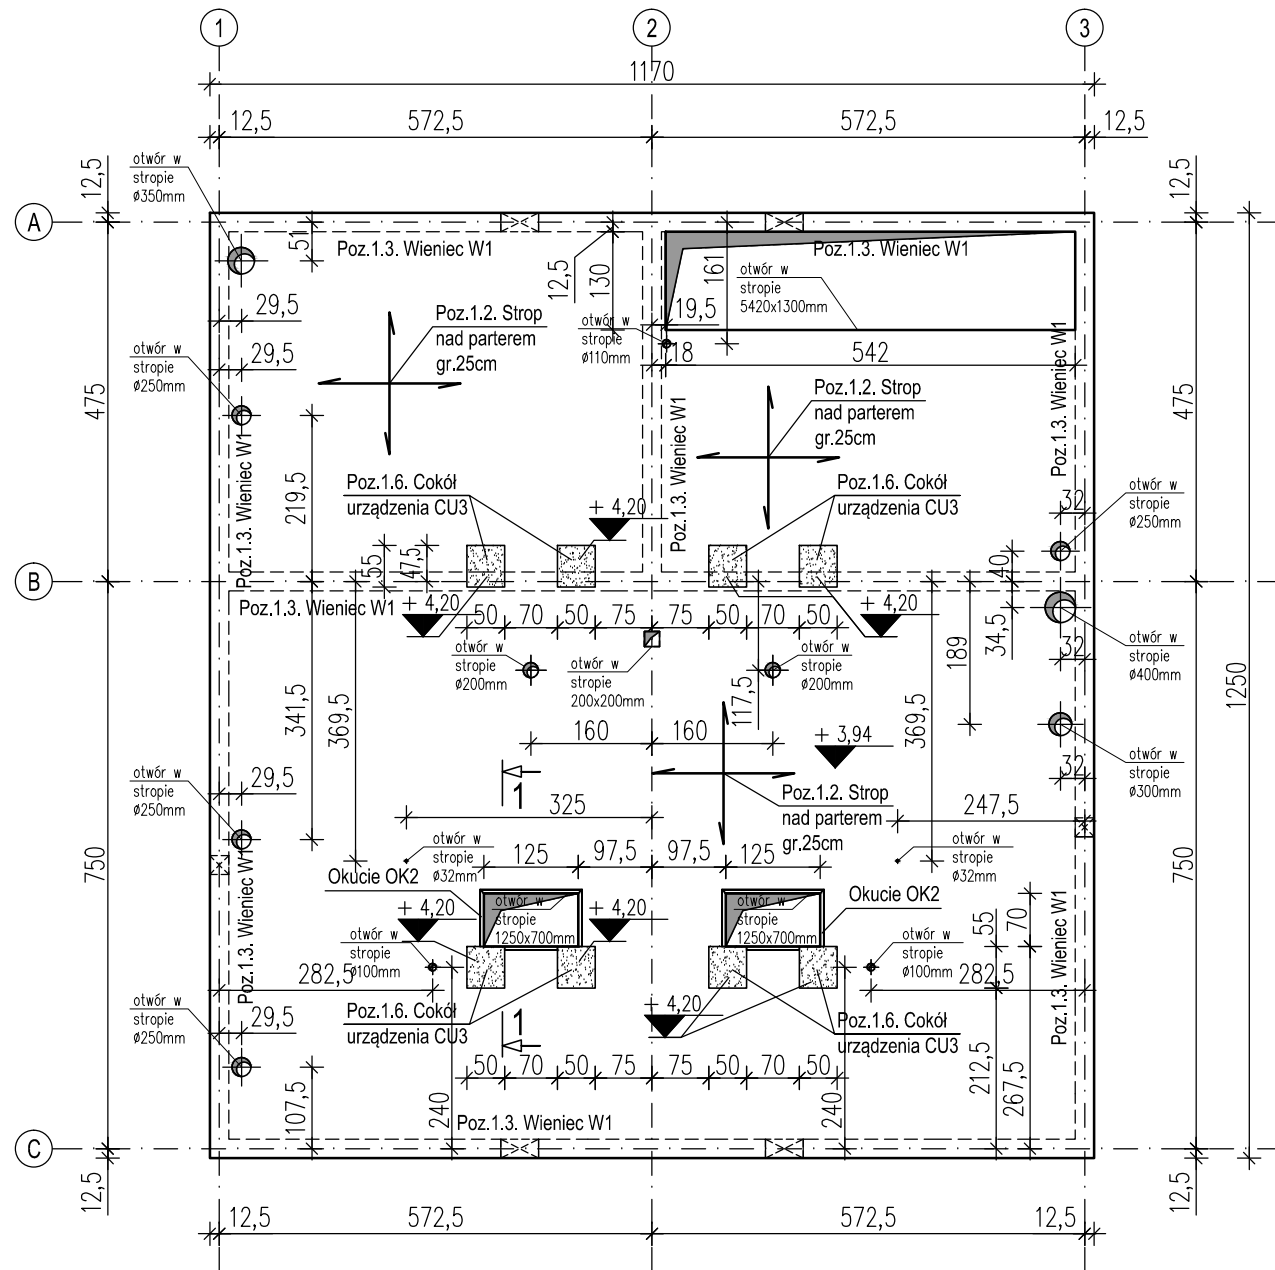 1
2
3
1170
12,5
572,5
572,5
12,5
otwór w
stropie
ø350mm
12,5
12,5
A
51
Poz.1.3. Wieniec W1
12,5
130
161
Poz.1.3. Wieniec W1
otwór w
stropie
5420x1300mm
29,5
Poz.1.2. Strop
nad parterem
gr.25cm
19,5
otwór w
stropie
ø110mm
18
542
otwór w
stropie
ø250mm
29,5
Poz.1.3. Wieniec W1
475
475
Poz.1.2. Strop
nad parterem
gr.25cm
Poz.1.3. Wieniec W1
Poz.1.3. Wieniec W1
219,5
Poz.1.6. Cokół
urządzenia CU3
+ 4,20
Poz.1.6. Cokół
urządzenia CU3
otwór w
stropie
ø250mm
32
55
47,5
40
B
Poz.1.3. Wieniec W1
+ 4,20
+ 4,20
50
70
50
75
75
50
70
50
34,5
189
otwór w
stropie
ø200mm
otwór w
stropie
200x200mm
otwór w
stropie
ø200mm
32
otwór w
stropie
ø400mm
1250
341,5
369,5
117,5
369,5
160
160
+ 3,94
otwór w
stropie
ø250mm
29,5
1
Poz.1.2. Strop
nad parterem
gr.25cm
32
otwór w
stropie
ø300mm
325
247,5
otwór w
stropie
ø32mm
125
97,5
97,5
125
otwór w
stropie
ø32mm
750
750
Poz.1.3. Wieniec W1
Okucie OK2
Okucie OK2
Poz.1.3. Wieniec W1
+ 4,20
otwór w
stropie
1250x700mm
+ 4,20
otwór w
stropie
1250x700mm
55
70
otwór w
stropie
ø100mm
otwór w
stropie
ø100mm
282,5
282,5
otwór w
stropie
ø250mm
29,5
Poz.1.6. Cokół
urządzenia CU3
1
+ 4,20
Poz.1.6. Cokół
urządzenia CU3
50
70
50
75
75
50
70
50
107,5
240
240
212,5
267,5
Poz.1.3. Wieniec W1
C
12,5
12,5
12,5
572,5
572,5
12,5